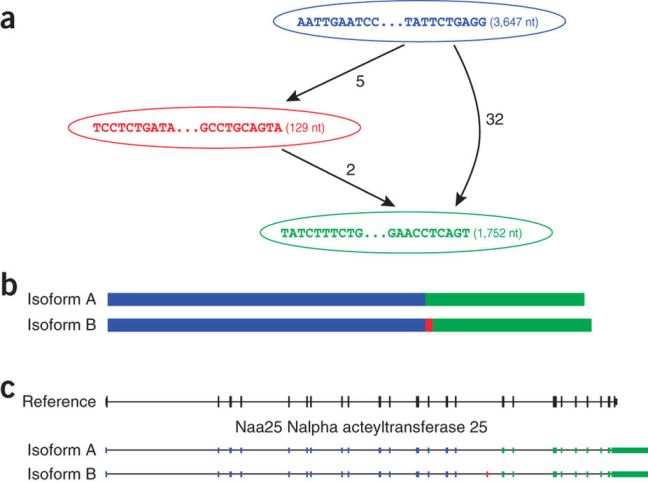 a
AATTGAATCC...TATTCTGAGG (3,647 nt)
5
32
TCCTCTGATA...GCCTGCAGTA (129 nt)
2
TATCTTTCTG...GAACCTCAGT (1,752 nt)
b
Isoform A
Isoform B
c
Reference
Naa25 Nalpha acteyltransferase 25
Isoform A
Isoform B